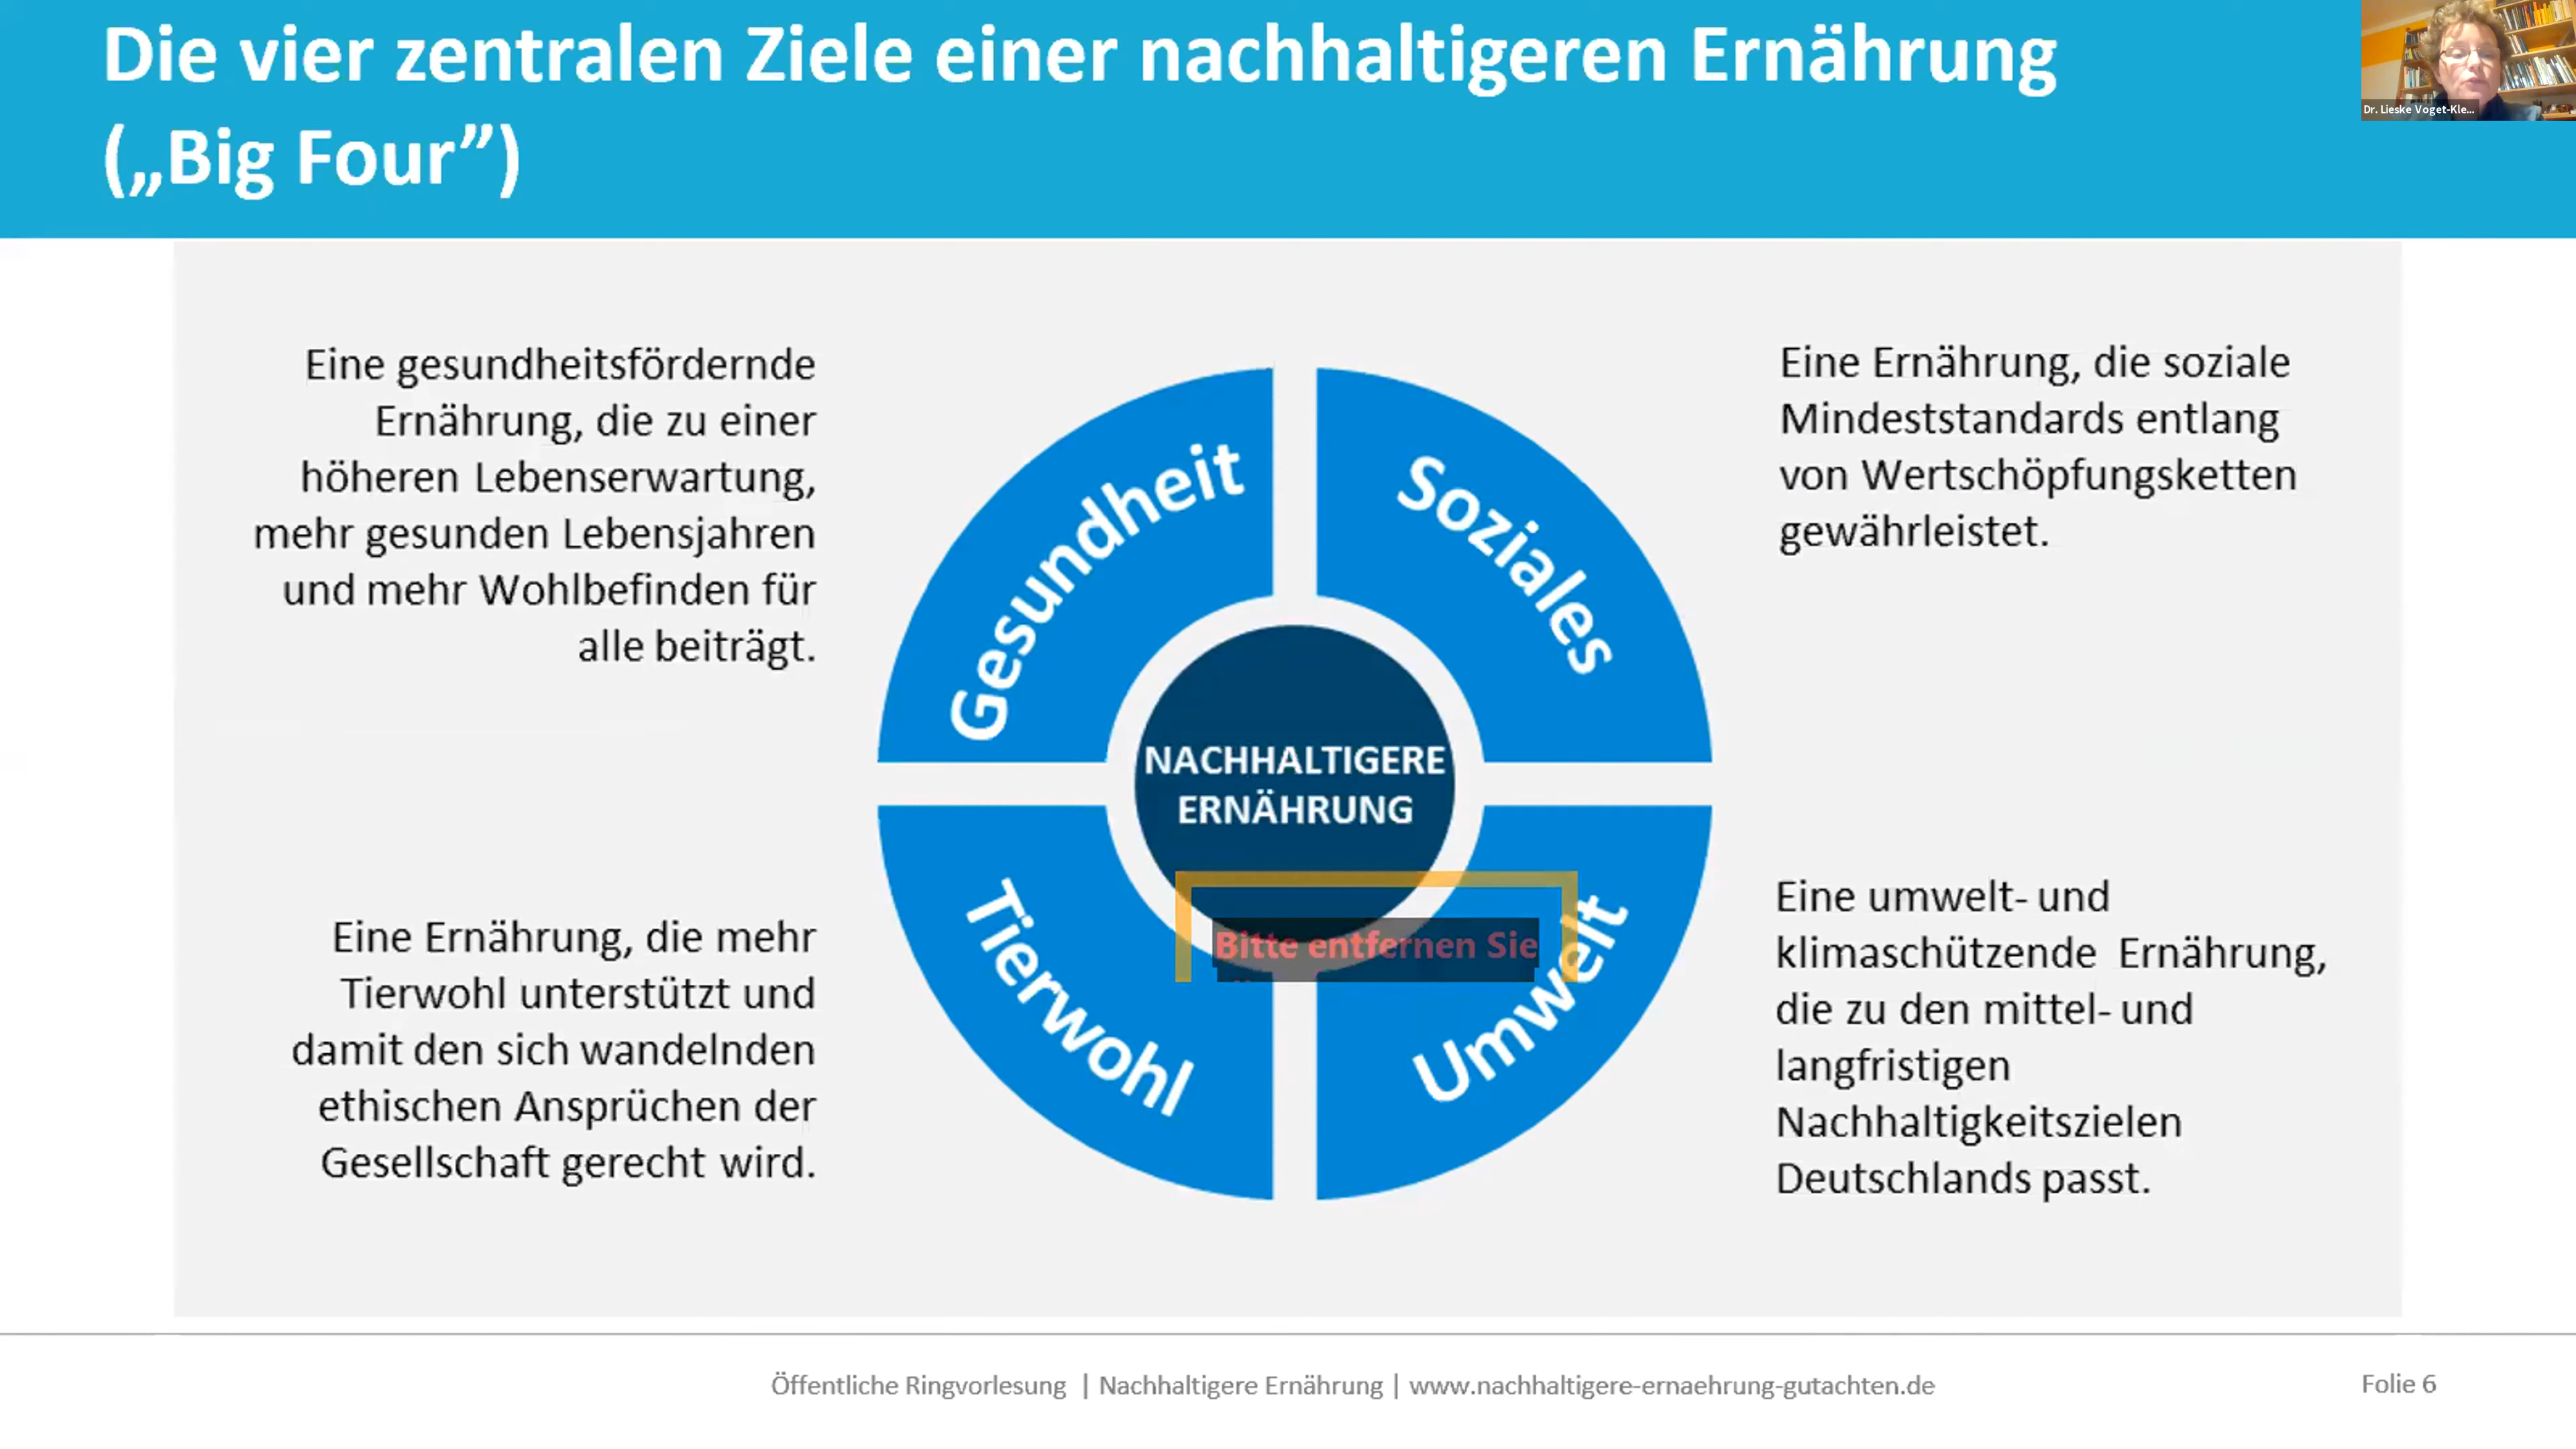 Die vier zentralen Ziele einer nachhaltigeren Ernährung
(„Big Four”)
Dr. Lieske Voget-Kle...
Eine gesundheitsfördernde
Ernährung, die zu einer
höheren Lebenserwartung,
mehr gesunden Lebensjahren
und mehr Wohlbefinden für
alle beiträgt.
Gesundheit
Soziales
Eine Ernährung, die soziale
Mindeststandards entlang
von Wertschöpfungsketten
gewährleistet.
NACHHALTIGERE
ERNÄHRUNG
Bitte entfernen Sie
Eine Ernährung, die mehr
Tierwohl unterstützt und
damit den sich wandelnden
ethischen Ansprüchen der
Gesellschaft gerecht wird.
Tierwohl
Umwelt
Eine umwelt- und
klimaschützende Ernährung,
die zu den mittel- und
langfristigen
Nachhaltigkeitszielen
Deutschlands passt.
Öffentliche Ringvorlesung | Nachhaltigere Ernährung | www.nachhaltigere-ernaehrung-gutachten.de
Folie 6